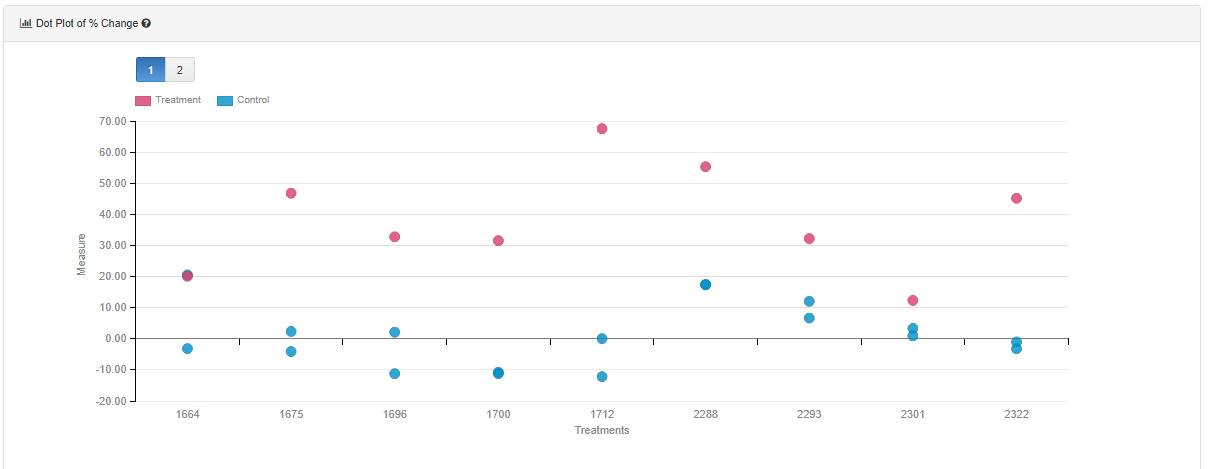 Dot Plot of % Change ?
1 2
Treatment Control
70.00
60.00
50.00
40.00
30.00
20.00
10.00
0.00
-10.00
-20.00
Measure
1664 1675 1696 1700 1712 2288 2293 2301 2322
Treatments